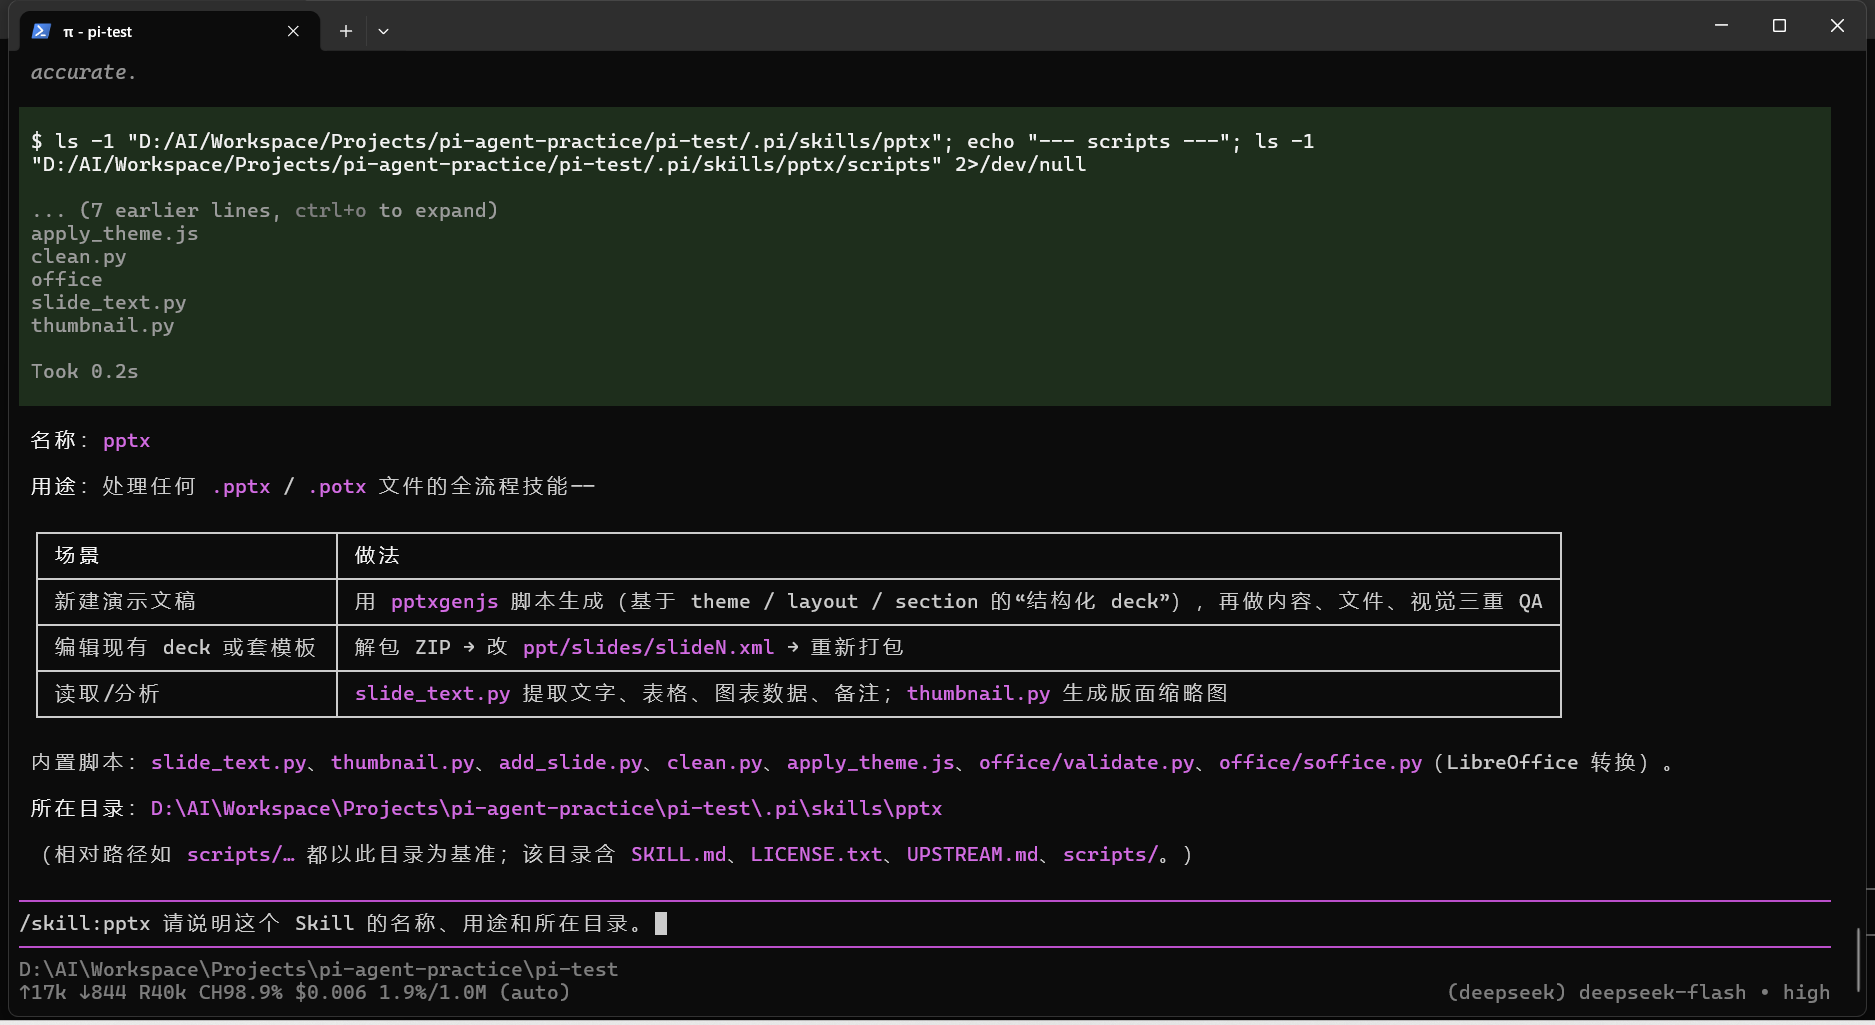 π - pi-test
accurate.
$ ls -1 "D:/AI/Workspace/Projects/pi-agent-practice/pi-test/.pi/skills/pptx"; echo "--- scripts ---"; ls -1
"D:/AI/Workspace/Projects/pi-agent-practice/pi-test/.pi/skills/pptx/scripts" 2>/dev/null
... (7 earlier lines, ctrl+o to expand)
apply_theme.js
clean.py
office
slide_text.py
thumbnail.py
Took 0.2s
名称: pptx
用途: 处理任何 .pptx / .potx 文件的全流程技能——
场景 做法
新建演示文稿 用 pptxgenjs 脚本生成（基于 theme / layout / section 的“结构化 deck”），再做内容、文件、视觉三重 QA
编辑现有 deck 或套模板 解包 ZIP → 改 ppt/slides/slideN.xml → 重新打包
读取/分析 slide_text.py 提取文字、表格、图表数据、备注；thumbnail.py 生成版面缩略图
内置脚本：slide_text.py、thumbnail.py、add_slide.py、clean.py、apply_theme.js、office/validate.py、office/soffice.py（LibreOffice 转换）。
所在目录：D:\AI\Workspace\Projects\pi-agent-practice\pi-test\.pi\skills\pptx
（相对路径如 scripts/… 都以此目录为基准；该目录含 SKILL.md、LICENSE.txt、UPSTREAM.md、scripts/。）
/skill:pptx 请说明这个 Skill 的名称、用途和所在目录。
D:\AI\Workspace\Projects\pi-agent-practice\pi-test
↑17k ↓844 R40k CH98.9% $0.006 1.9%/1.0M (auto) (deepseek) deepseek-flash • high